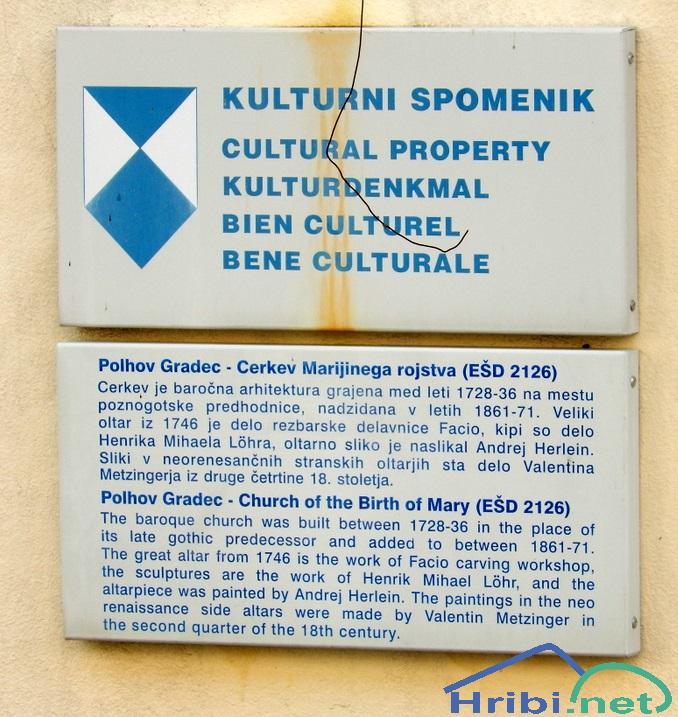 KULTURNI SPOMENIK
CULTURAL PROPERTY
KULTURDENKMAL
BIEN CULTUREL
BENE CULTURALE
Polhov Gradec - Cerkev Marijinega rojstva (EŠD 2126)
Cerkev je baročna arhitektura grajena med leti 1728-36 na mestu
poznogotske predhodnice, nadzidana v letih 1861-71. Veliki
oltar iz 1746 je delo rezbarske delavnice Facio, kipi so delo
Henrika Mihaela Löhra, oltarno sliko je naslikal Andrej Herlein.
Sliki v neorenesančnih stranskih oltarjih sta delo Valentina
Metzingerja iz druge četrtine 18. stoletja.
Polhov Gradec - Church of the Birth of Mary (EŠD 2126)
The baroque church was built between 1728-36 in the place of
its late gothic predecessor and added to between 1861-71.
The great altar from 1746 is the work of Facio carving workshop,
the sculptures are the work of Henrik Mihael Löhr, and the
altarpiece was painted by Andrej Herlein. The paintings in the neo
renaissance side altars were made by Valentin Metzinger in
the second quarter of the 18th century.
Hribi.net